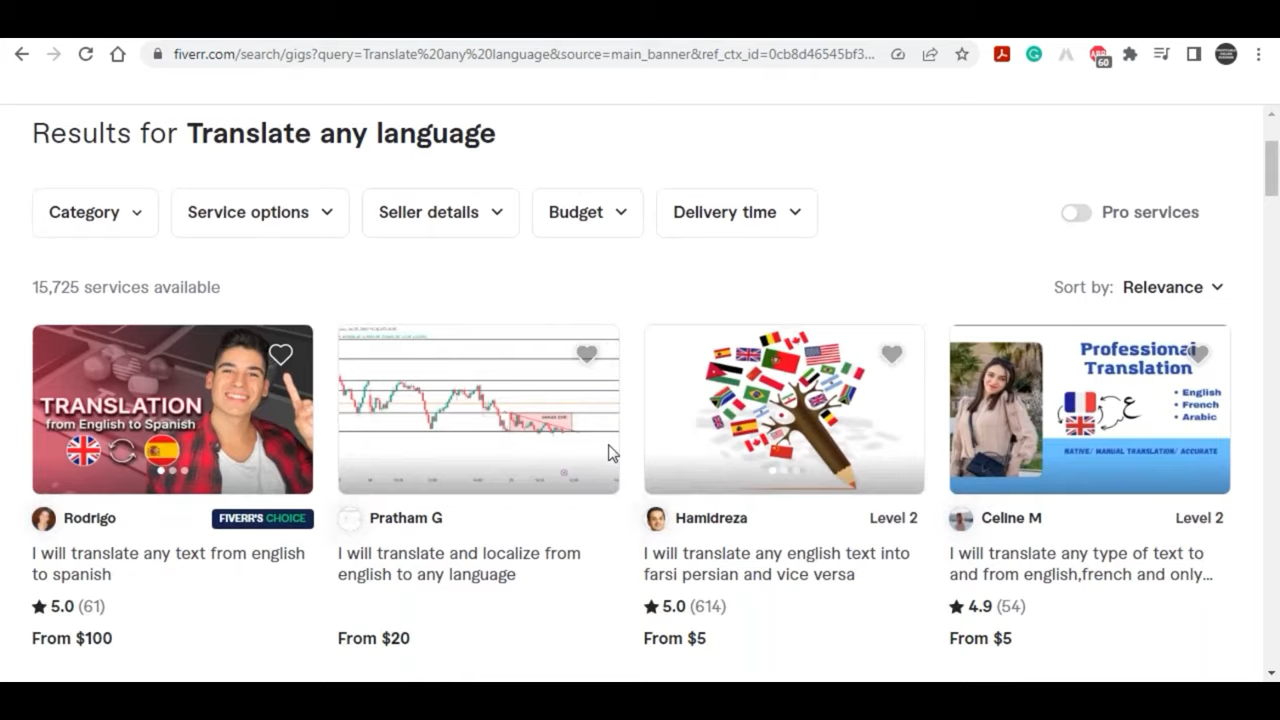 fiverr.com/search/gigs?query=Translate%20any%20language&source=main_banner&ref_ctx_id=0cb8d46545bf3...
60
Results for Translate any language
Category
Service options
Seller details
Budget
Delivery time
Pro services
15,725 services available
Sort by: Relevance
TRANSLATION
from English to Spanish
Professional
Translation
• English
• French
• Arabic
NATIVE/ MANUAL TRANSLATION/ ACCURATE
Rodrigo
FIVERR'S CHOICE
I will translate any text from english
to spanish
5.0 (61)
From $100
Pratham G
I will translate and localize from
english to any language
From $20
Hamidreza
Level 2
I will translate any english text into
farsi persian and vice versa
5.0 (614)
From $5
Celine M
Level 2
I will translate any type of text to
and from english,french and only...
4.9 (54)
From $5